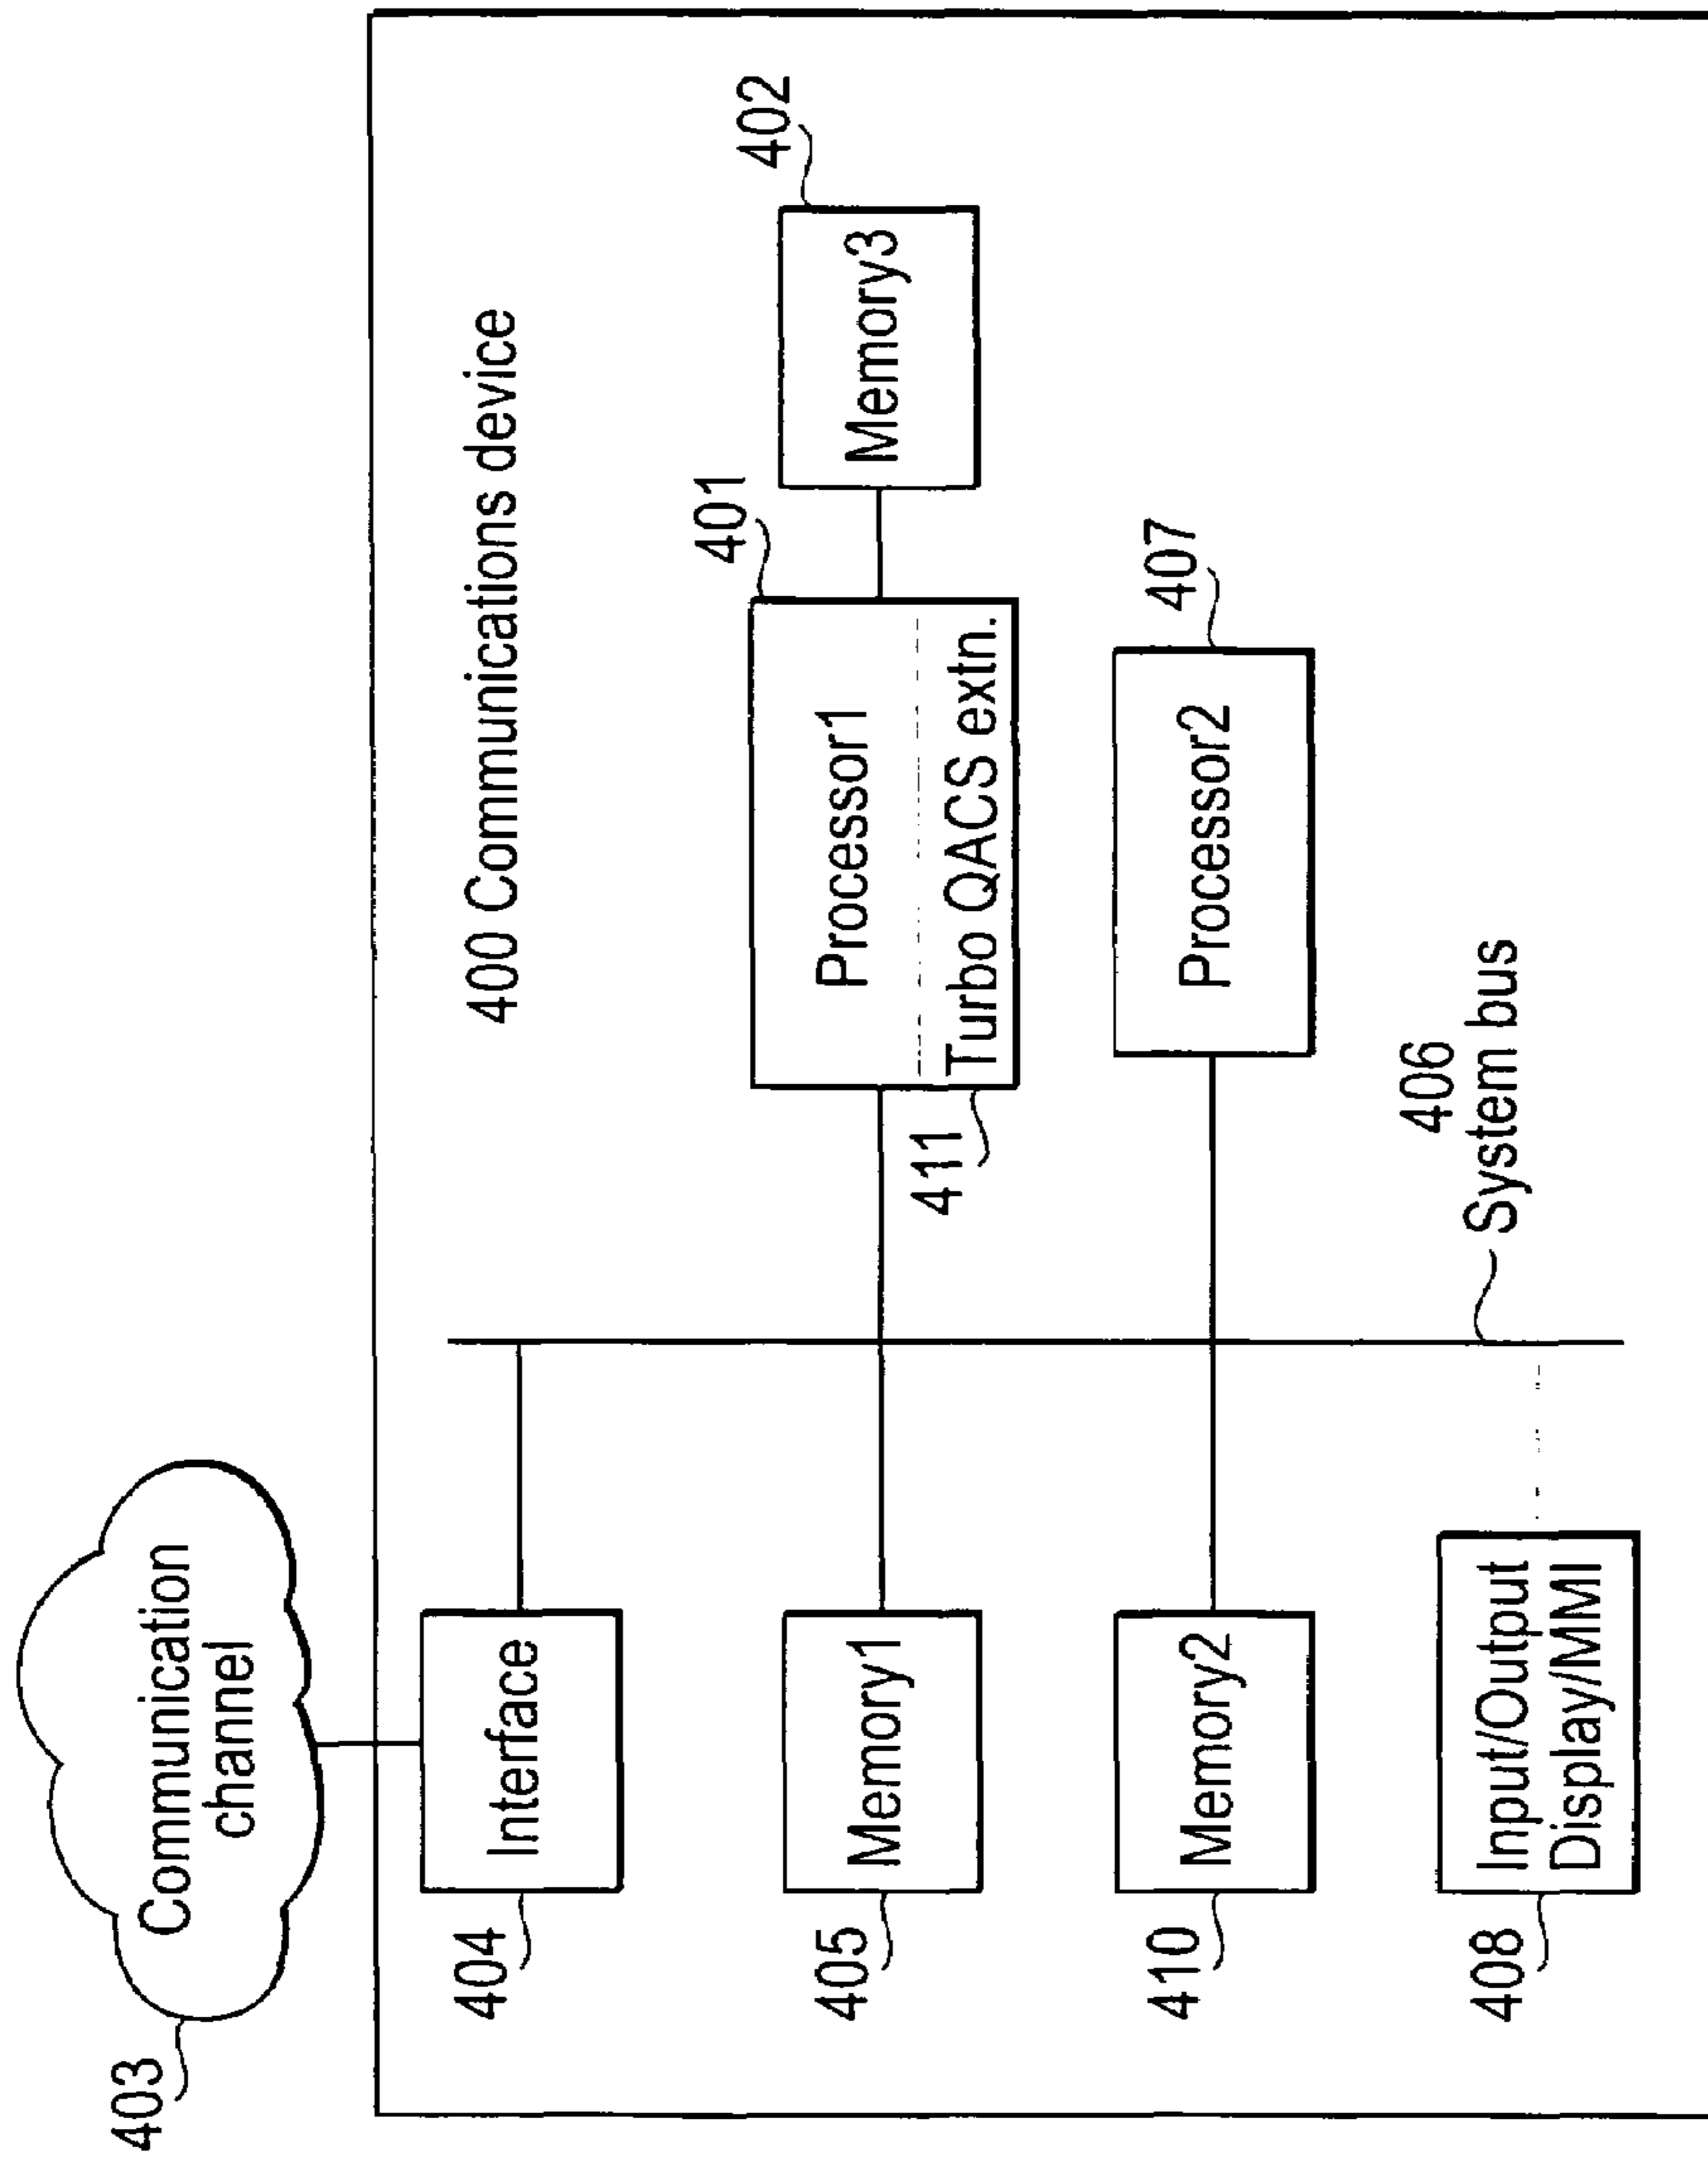 403
Communication
channel
400 Communications device
404
Interface
401
Processor1
402
Memory3
405
Memory1
411
Turbo QACS extn.
410
Memory2
407
Processor2
406
System bus
408
Input/Output
Display/MMI